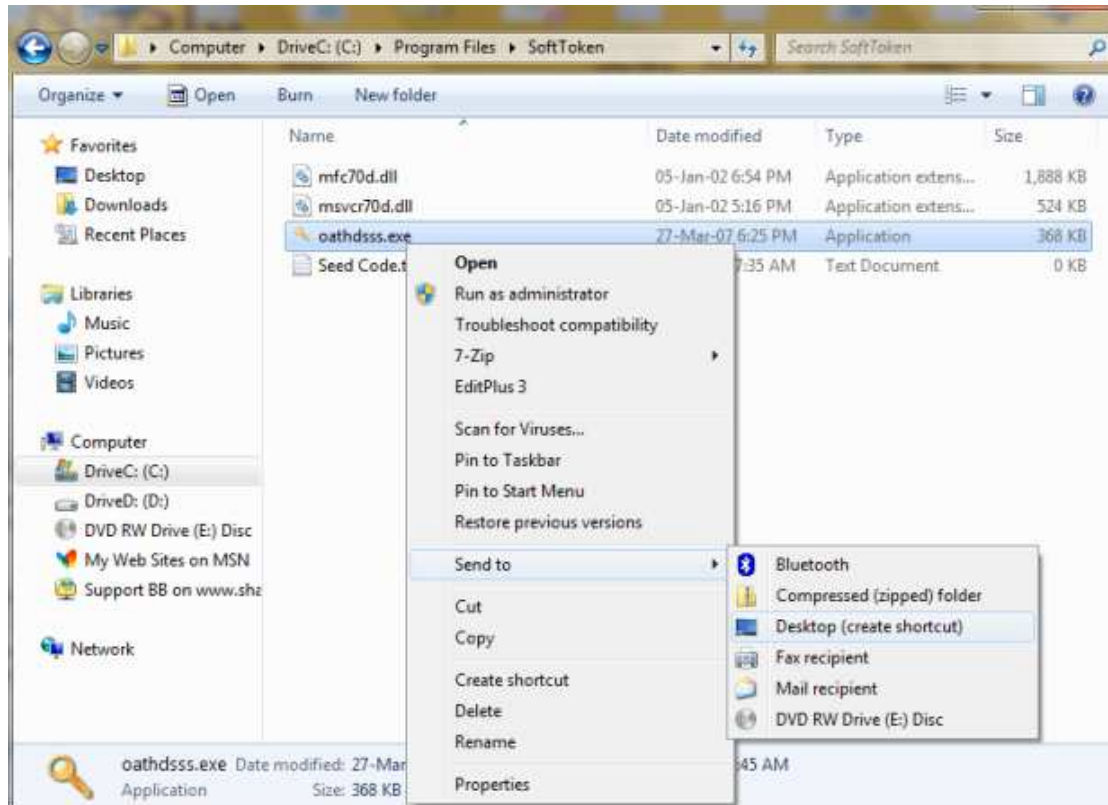 Computer ▸ DriveC: (C:) ▸ Program Files ▸ SoftToken
Search SoftToken
Organize Open Burn New folder
Favorites
Desktop
Downloads
Recent Places
Libraries
Music
Pictures
Videos
Computer
DriveC: (C:)
DriveD: (D:)
DVD RW Drive (E:) Disc
My Web Sites on MSN
Support BB on www.sha
Network
Name Date modified Type Size
mfc70d.dll 05-Jan-02 6:54 PM Application extens... 1,888 KB
msvcr70d.dll 05-Jan-02 5:16 PM Application extens... 524 KB
oathdsss.exe 27-Mar-07 6:25 PM Application 368 KB
Seed Code.t 7:35 AM Text Document 0 KB
Open
Run as administrator
Troubleshoot compatibility
7-Zip
EditPlus 3
Scan for Viruses...
Pin to Taskbar
Pin to Start Menu
Restore previous versions
Send to
Cut
Copy
Create shortcut
Delete
Rename
Properties
Bluetooth
Compressed (zipped) folder
Desktop (create shortcut)
Fax recipient
Mail recipient
DVD RW Drive (E:) Disc
oathdsss.exe Date modified: 27-Mar :45 AM
Application Size: 368 KB